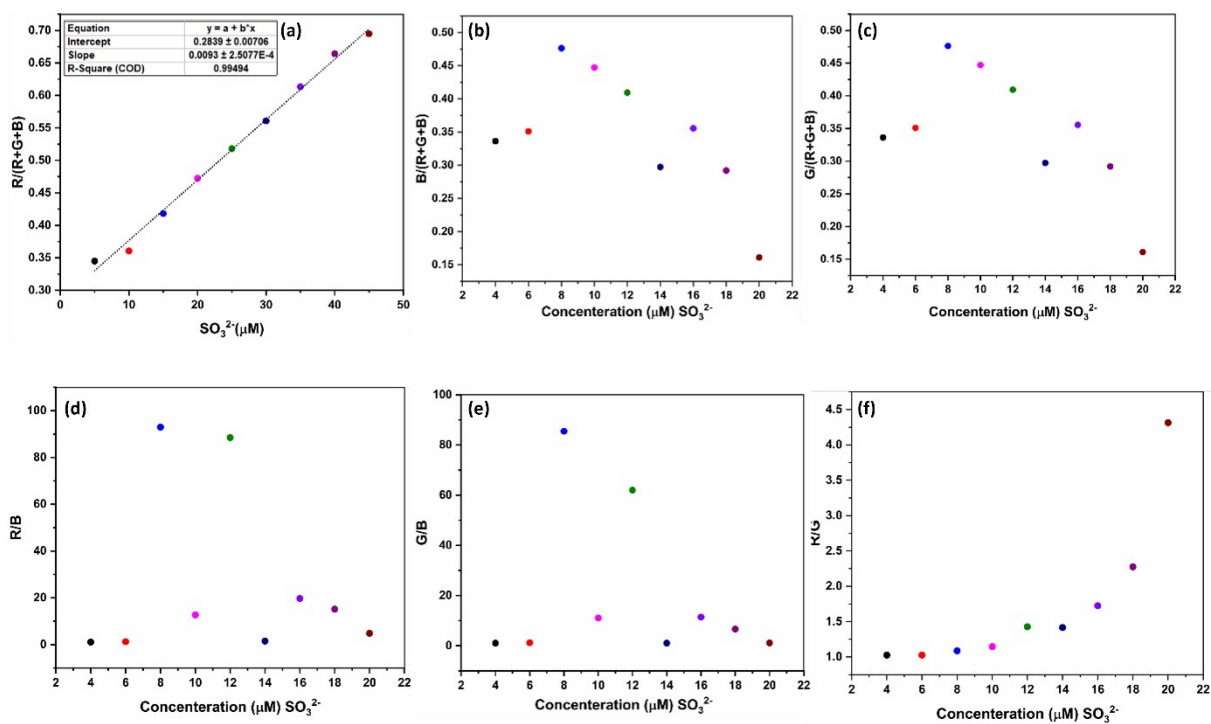 (a)
Equation y = a + b*x
Intercept 0.2839 ± 0.00706
Slope 0.0093 ± 2.5077E-4
R-Square (COD) 0.99494
R/(R+G+B)
0.70
0.65
0.60
0.55
0.50
0.45
0.40
0.35
0.30
0 10 20 30 40 50
SO₃²⁻(μM)
(b)
B/(R+G+B)
0.50
0.45
0.40
0.35
0.30
0.25
0.20
0.15
2 4 6 8 10 12 14 16 18 20 22
Concenteration (μM) SO₃²⁻
(c)
G/(R+G+B)
0.50
0.45
0.40
0.35
0.30
0.25
0.20
0.15
2 4 6 8 10 12 14 16 18 20 22
Concenteration (μM) SO₃²⁻
(d)
R/B
100
80
60
40
20
0
2 4 6 8 10 12 14 16 18 20 22
Concentration (μM) SO₃²⁻
(e)
G/B
100
80
60
40
20
0
2 4 6 8 10 12 14 16 18 20 22
Concentration (μM) SO₃²⁻
(f)
R/G
4.5
4.0
3.5
3.0
2.5
2.0
1.5
1.0
2 4 6 8 10 12 14 16 18 20 22
Concentration (μM) SO₃²⁻